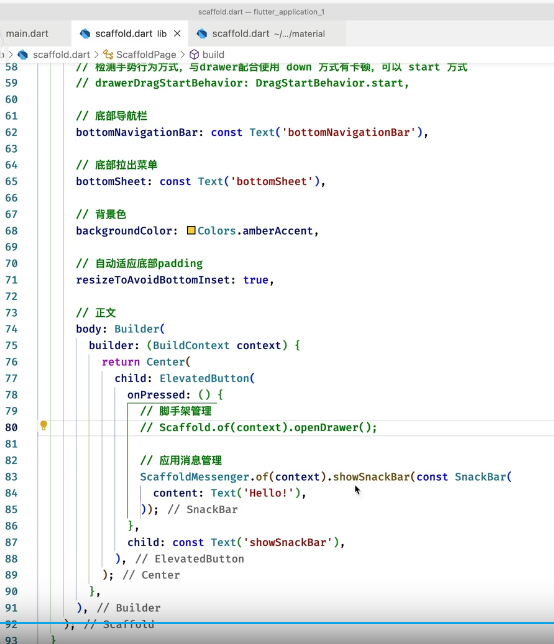 scaffold.dart — flutter_application_1
main.dart scaffold.dart lib × scaffold.dart ~/.../material
b > scaffold.dart > ScaffoldPage > build
58 // 检测手势行为方式，与drawer配合使用 down 方式有卡顿，可以 start 方式
59 // drawerDragStartBehavior: DragStartBehavior.start,
60
61 // 底部导航栏
62 bottomNavigationBar: const Text('bottomNavigationBar'),
63
64 // 底部拉出菜单
65 bottomSheet: const Text('bottomSheet'),
66
67 // 背景色
68 backgroundColor: Colors.amberAccent,
69
70 // 自动适应底部padding
71 resizeToAvoidBottomInset: true,
72
73 // 正文
74 body: Builder(
75 builder: (BuildContext context) {
76 return Center(
77 child: ElevatedButton(
78 onPressed: () {
79 // 脚手架管理
80 // Scaffold.of(context).openDrawer();
81
82 // 应用消息管理
83 ScaffoldMessenger.of(context).showSnackBar(const SnackBar(
84 content: Text('Hello!'),
85 )); // SnackBar
86 },
87 child: const Text('showSnackBar'),
88 ), // ElevatedButton
89 ); // Center
90 },
91 ), // Builder
92 ); // Scaffold
93 }